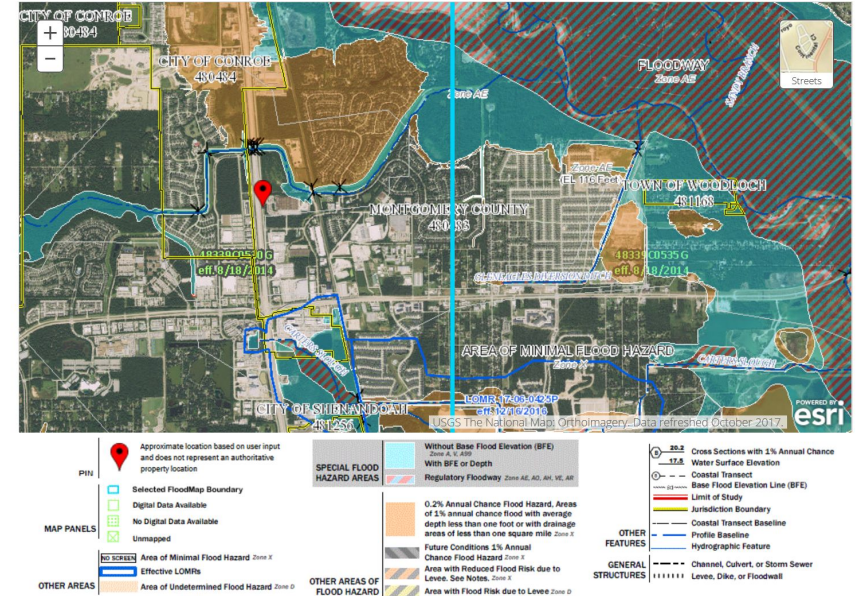 CITY OF CONROE
480484
+
−
CITY OF CONROE
480484
FLOODWAY
Zone AE
SANDY BRANCH
Streets
Zone AE
Zone AE
(EL 116 Feet)
TOWN OF WOODLOCH
481168
MONTGOMERY COUNTY
480483
eff. 8/18/2014
48339C0535G
eff. 8/18/2014
GLENEAGLES DIVERSION DITCH
CARTERS SLOUGH
AREA OF MINIMAL FLOOD HAZARD
Zone X
CARTERS SLOUGH
LOMR 17-06-0425P
eff. 12/16/2016
CITY OF SHENANDOAH
481256
POWERED BY
esri
USGS The National Map: Orthoimagery. Data refreshed October 2017.
PIN
Approximate location based on user input
and does not represent an authoritative
property location
MAP PANELS
Selected FloodMap Boundary
Digital Data Available
No Digital Data Available
Unmapped
OTHER AREAS
NO SCREEN Area of Minimal Flood Hazard Zone X
Effective LOMRs
Area of Undetermined Flood Hazard Zone D
SPECIAL FLOOD
HAZARD AREAS
Without Base Flood Elevation (BFE)
Zone A, V, A99
With BFE or Depth
Regulatory Floodway Zone AE, AO, AH, VE, AR
OTHER AREAS OF
FLOOD HAZARD
0.2% Annual Chance Flood Hazard, Areas
of 1% annual chance flood with average
depth less than one foot or with drainage
areas of less than one square mile Zone X
Future Conditions 1% Annual
Chance Flood Hazard Zone X
Area with Reduced Flood Risk due to
Levee. See Notes. Zone X
Area with Flood Risk due to Levee Zone D
OTHER
FEATURES
20.2
Cross Sections with 1% Annual Chance
17.5
Water Surface Elevation
Coastal Transect
Base Flood Elevation Line (BFE)
Limit of Study
Jurisdiction Boundary
Coastal Transect Baseline
Profile Baseline
Hydrographic Feature
GENERAL
STRUCTURES
Channel, Culvert, or Storm Sewer
Levee, Dike, or Floodwall